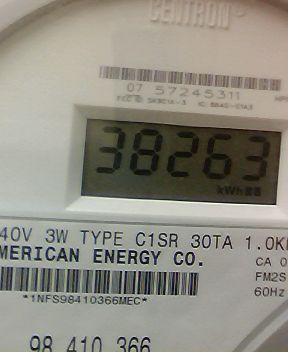 CENTRON
07 57245311
38263
kWh
40V 3W TYPE C1SR 30TA 1.0K
MERICAN ENERGY CO.
CA 0
FM2S
60Hz
*1NFS98410366MEC*
98 410 366